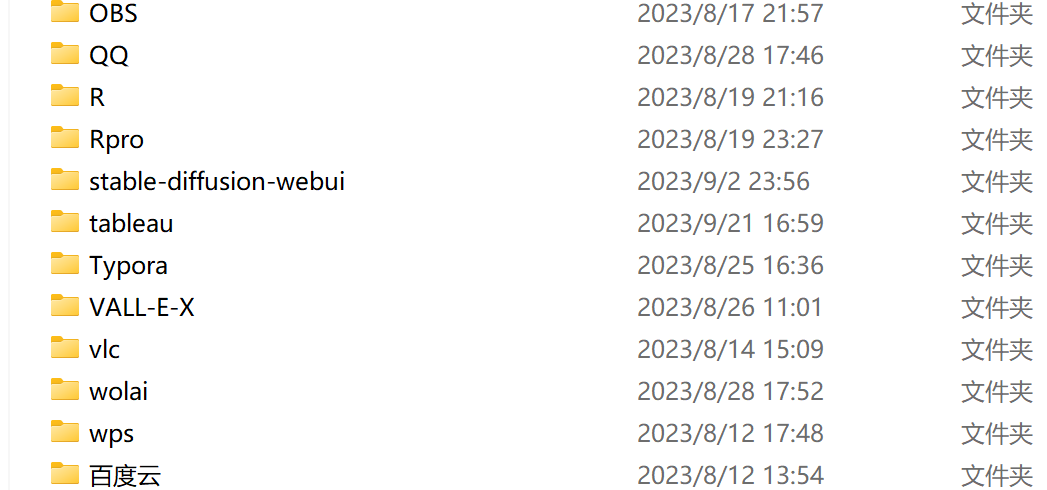 OBS 2023/8/17 21:57 文件夹
QQ 2023/8/28 17:46 文件夹
R 2023/8/19 21:16 文件夹
Rpro 2023/8/19 23:27 文件夹
stable-diffusion-webui 2023/9/2 23:56 文件夹
tableau 2023/9/21 16:59 文件夹
Typora 2023/8/25 16:36 文件夹
VALL-E-X 2023/8/26 11:01 文件夹
vlc 2023/8/14 15:09 文件夹
wolai 2023/8/28 17:52 文件夹
wps 2023/8/12 17:48 文件夹
百度云 2023/8/12 13:54 文件夹